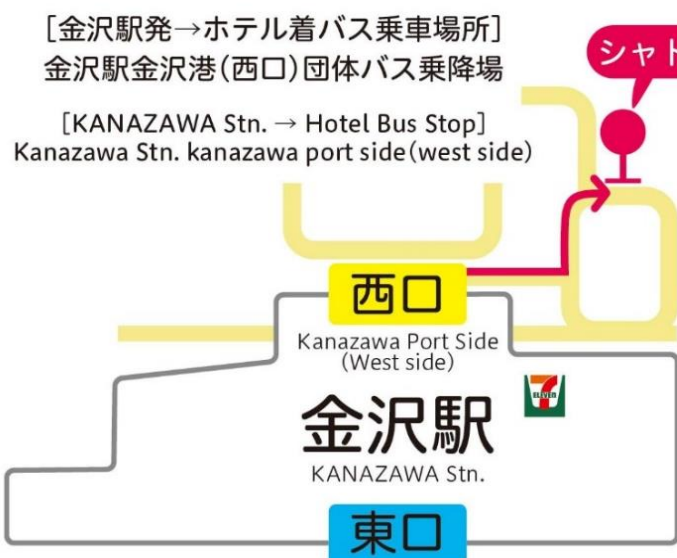 [金沢駅発→ホテル着バス乗車場所]
金沢駅金沢港(西口)団体バス乗降場
[KANAZAWA Stn. → Hotel Bus Stop]
Kanazawa Stn. kanazawa port side(west side)
シャト
西口
Kanazawa Port Side
(West side)
7
ELEVEn
金沢駅
KANAZAWA Stn.
東口